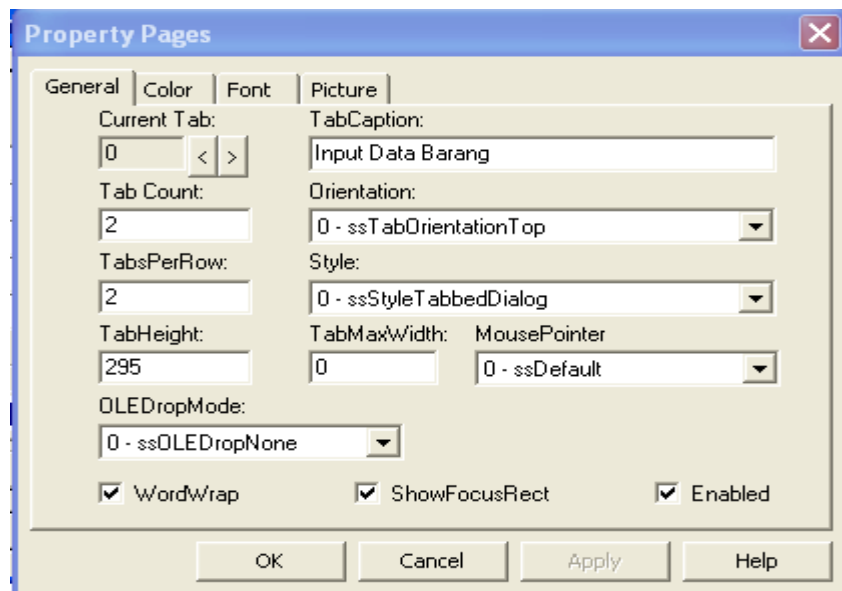 Property Pages
General Color Font Picture
Current Tab: TabCaption:
0 < > Input Data Barang
Tab Count: Orientation:
2 0 - ssTabOrientationTop
TabsPerRow: Style:
2 0 - ssStyleTabbedDialog
TabHeight: TabMaxWidth: MousePointer
295 0 0 - ssDefault
OLEDropMode:
0 - ssOLEDropNone
WordWrap ShowFocusRect Enabled
OK Cancel Apply Help